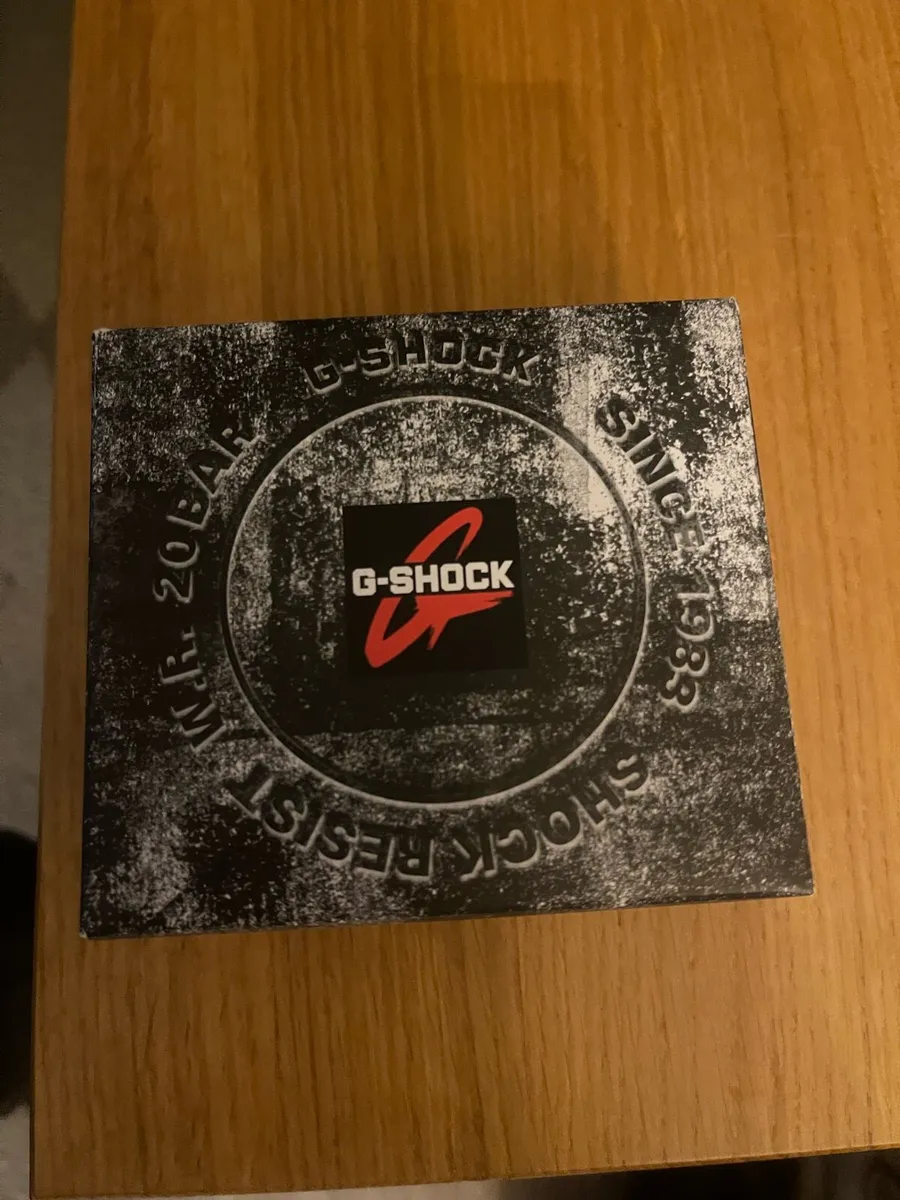 G-SHOCK
SINCE 1983
SHOCK RESIST
W.R. 20BAR
G-SHOCK